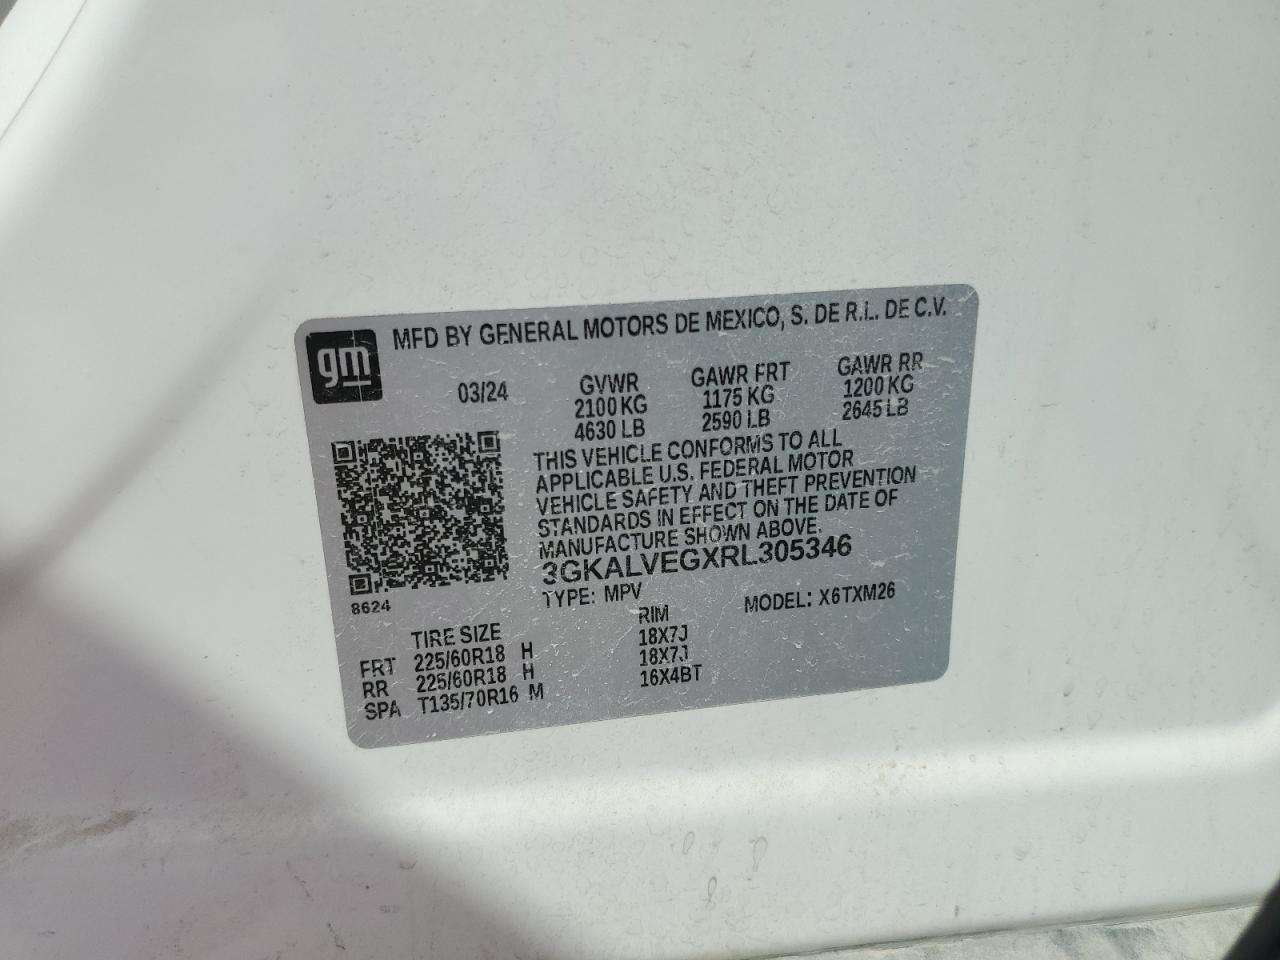 gm
MFD BY GENERAL MOTORS DE MEXICO, S. DE R.L. DE C.V.
03/24 GVWR GAWR FRT GAWR RR
2100 KG 1175 KG 1200 KG
4630 LB 2590 LB 2645 LB
THIS VEHICLE CONFORMS TO ALL
APPLICABLE U.S. FEDERAL MOTOR
VEHICLE SAFETY AND THEFT PREVENTION
STANDARDS IN EFFECT ON THE DATE OF
MANUFACTURE SHOWN ABOVE.
3GKALVEGXRL305346
8624
TYPE: MPV MODEL: X6TXM26
TIRE SIZE RIM
FRT 225/60R18 H 18X7J
RR 225/60R18 H 18X7J
SPA T135/70R16 M 16X4BT